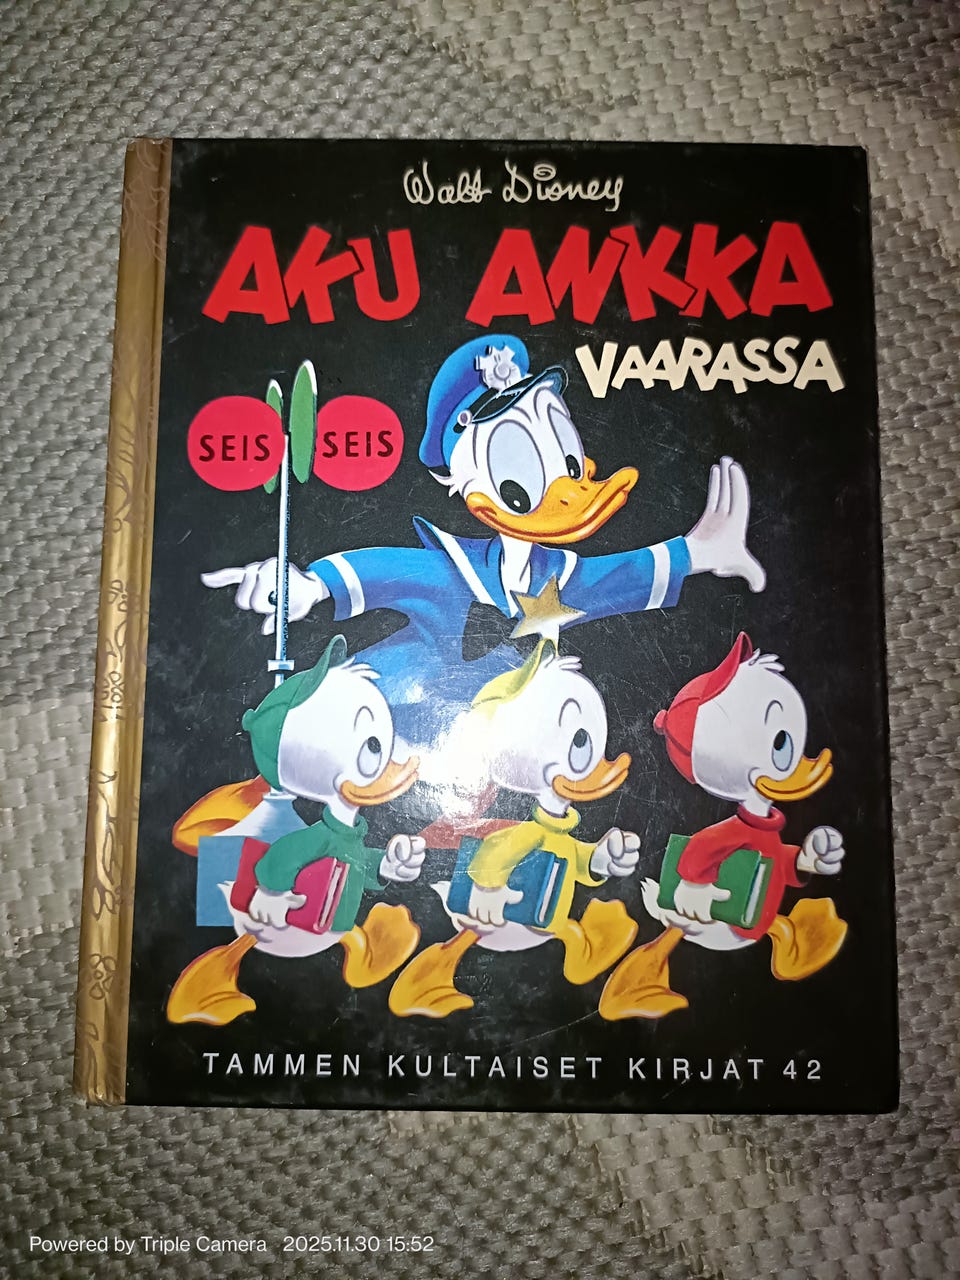 Walt Disney
AKU ANKKA
VAARASSA
SEIS SEIS
TAMMEN KULTAISET KIRJAT 42
Powered by Triple Camera 2025.11.30 15:52